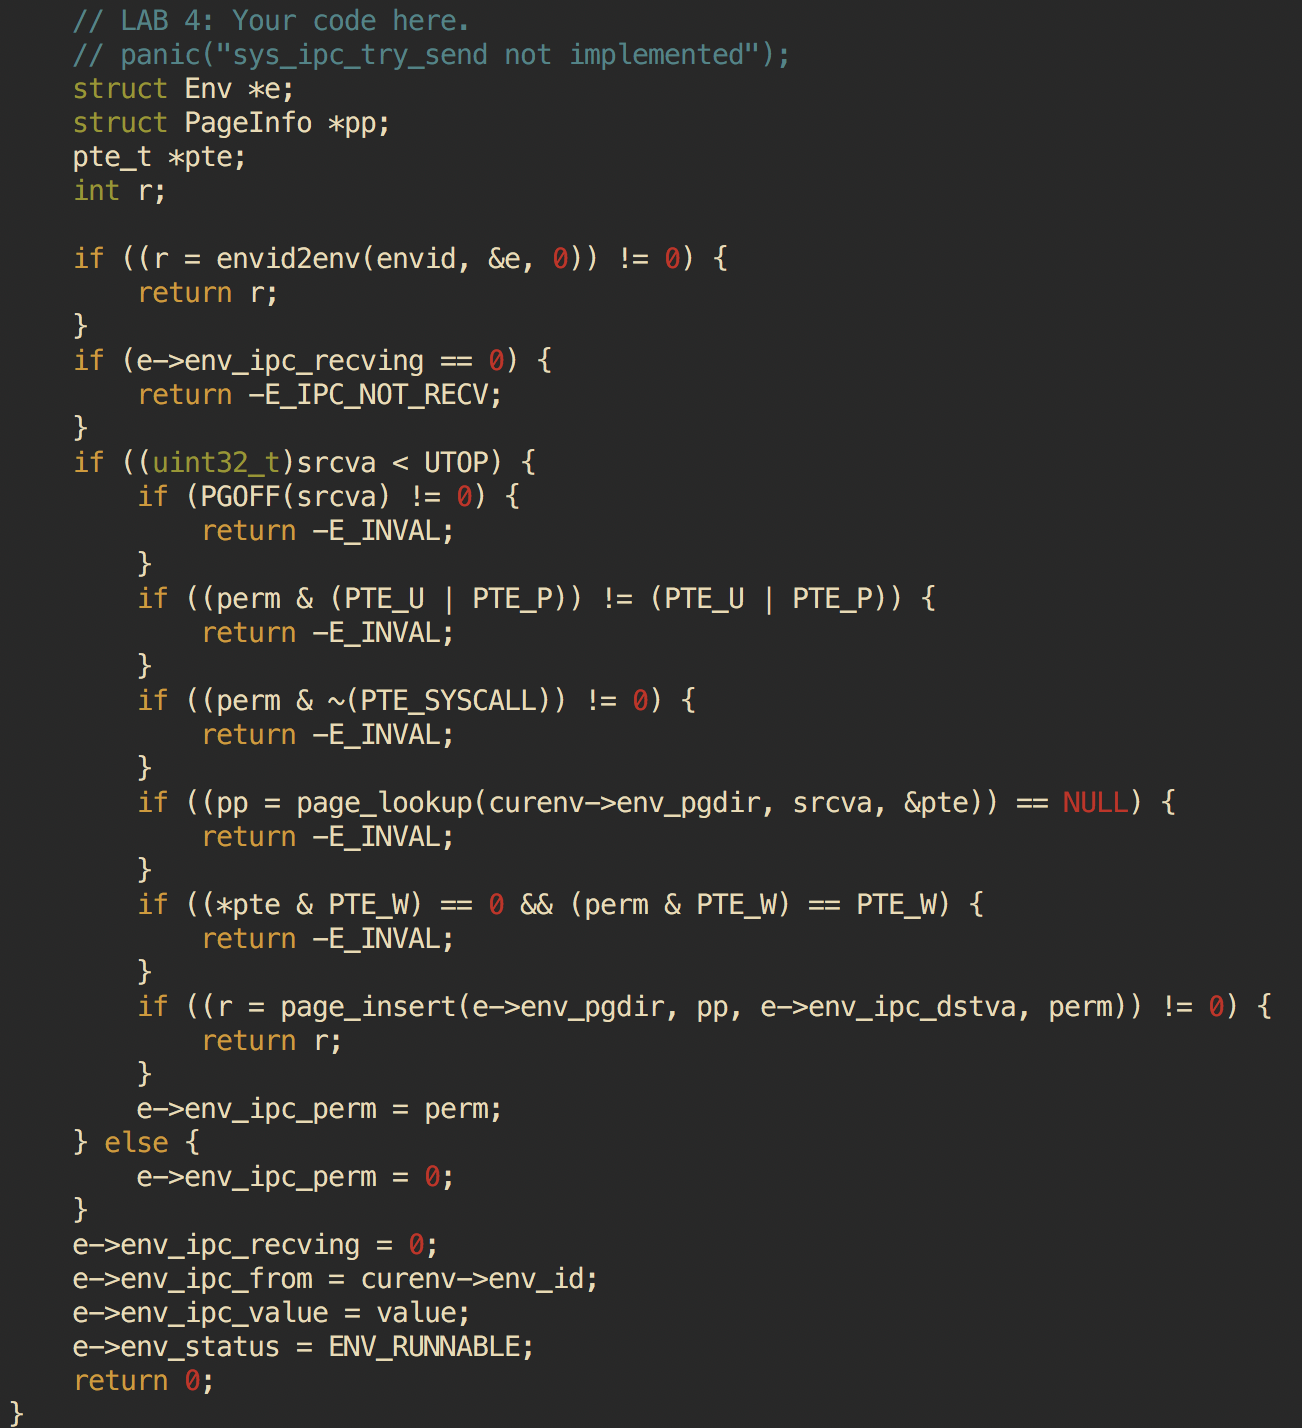 // LAB 4: Your code here.
// panic("sys_ipc_try_send not implemented");
struct Env *e;
struct PageInfo *pp;
pte_t *pte;
int r;

if ((r = envid2env(envid, &e, 0)) != 0) {
    return r;
}
if (e->env_ipc_recving == 0) {
    return -E_IPC_NOT_RECV;
}
if ((uint32_t)srcva < UTOP) {
    if (PGOFF(srcva) != 0) {
        return -E_INVAL;
    }
    if ((perm & (PTE_U | PTE_P)) != (PTE_U | PTE_P)) {
        return -E_INVAL;
    }
    if ((perm & ~(PTE_SYSCALL)) != 0) {
        return -E_INVAL;
    }
    if ((pp = page_lookup(curenv->env_pgdir, srcva, &pte)) == NULL) {
        return -E_INVAL;
    }
    if ((*pte & PTE_W) == 0 && (perm & PTE_W) == PTE_W) {
        return -E_INVAL;
    }
    if ((r = page_insert(e->env_pgdir, pp, e->env_ipc_dstva, perm)) != 0) {
        return r;
    }
    e->env_ipc_perm = perm;
} else {
    e->env_ipc_perm = 0;
}
e->env_ipc_recving = 0;
e->env_ipc_from = curenv->env_id;
e->env_ipc_value = value;
e->env_status = ENV_RUNNABLE;
return 0;
}